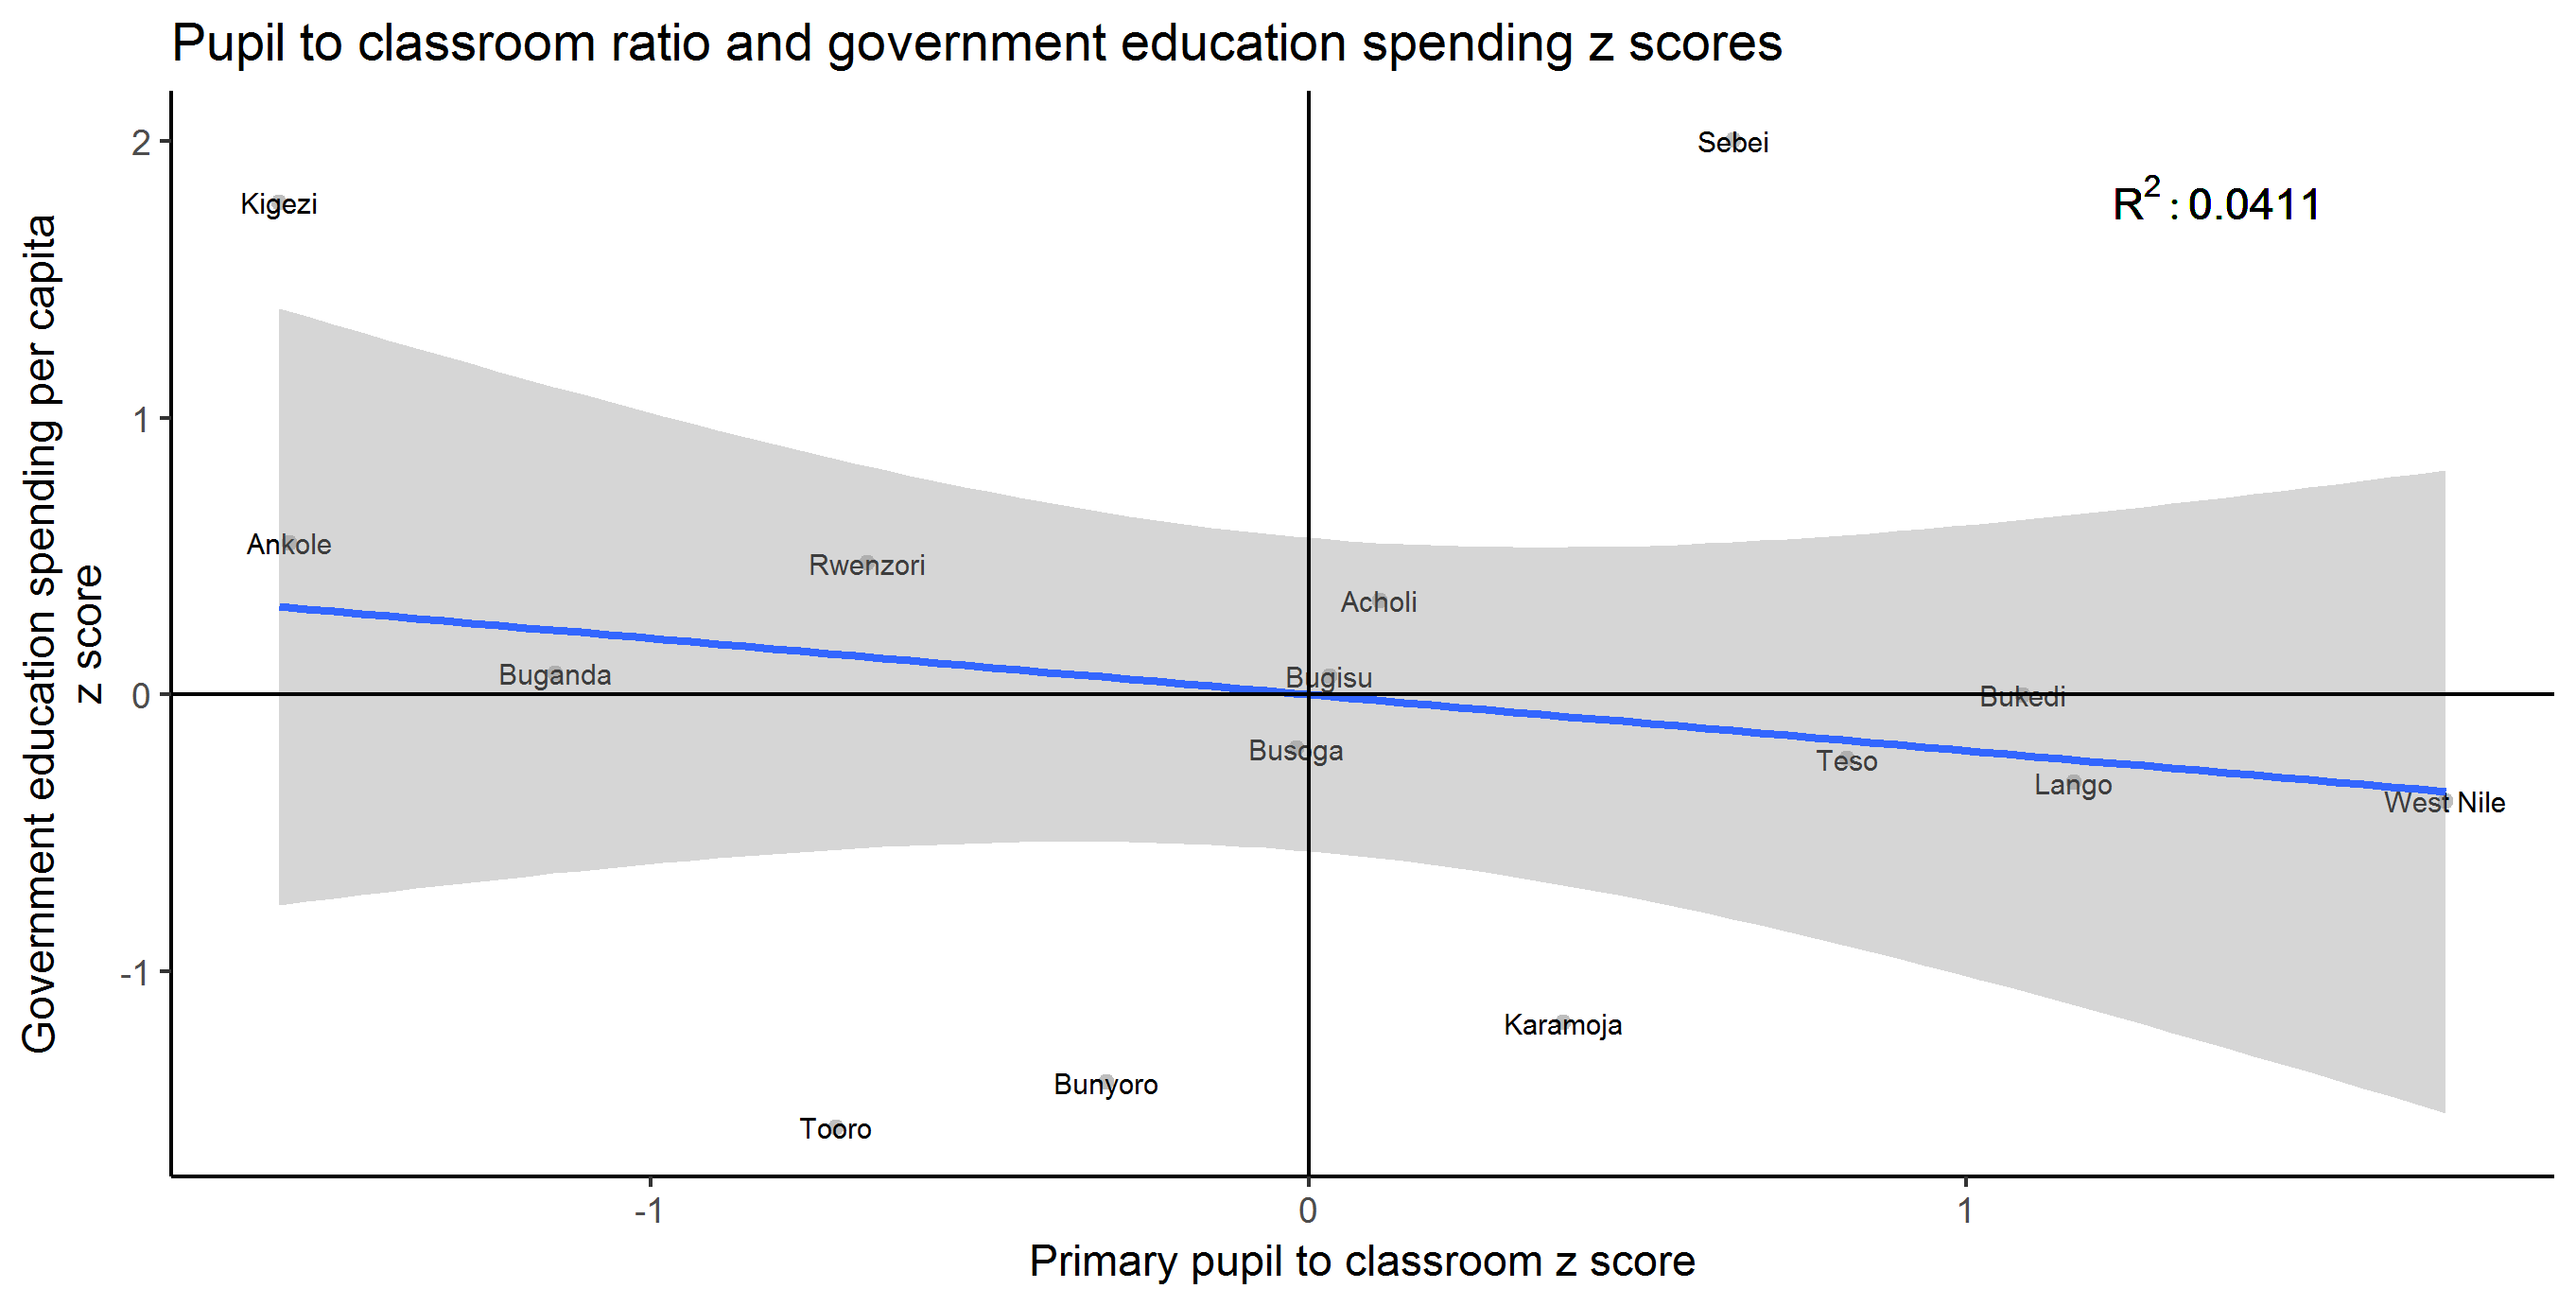 Pupil to classroom ratio and government education spending z scores
Government education spending per capita
z score
2
1
0
-1
Sebei
Kigezi
R²: 0.0411
Ankole
Rwenzori
Acholi
Buganda
Bugisu
Bukedi
Busoga
Teso
Lango
West Nile
Karamoja
Bunyoro
Tooro
-1
0
1
Primary pupil to classroom z score